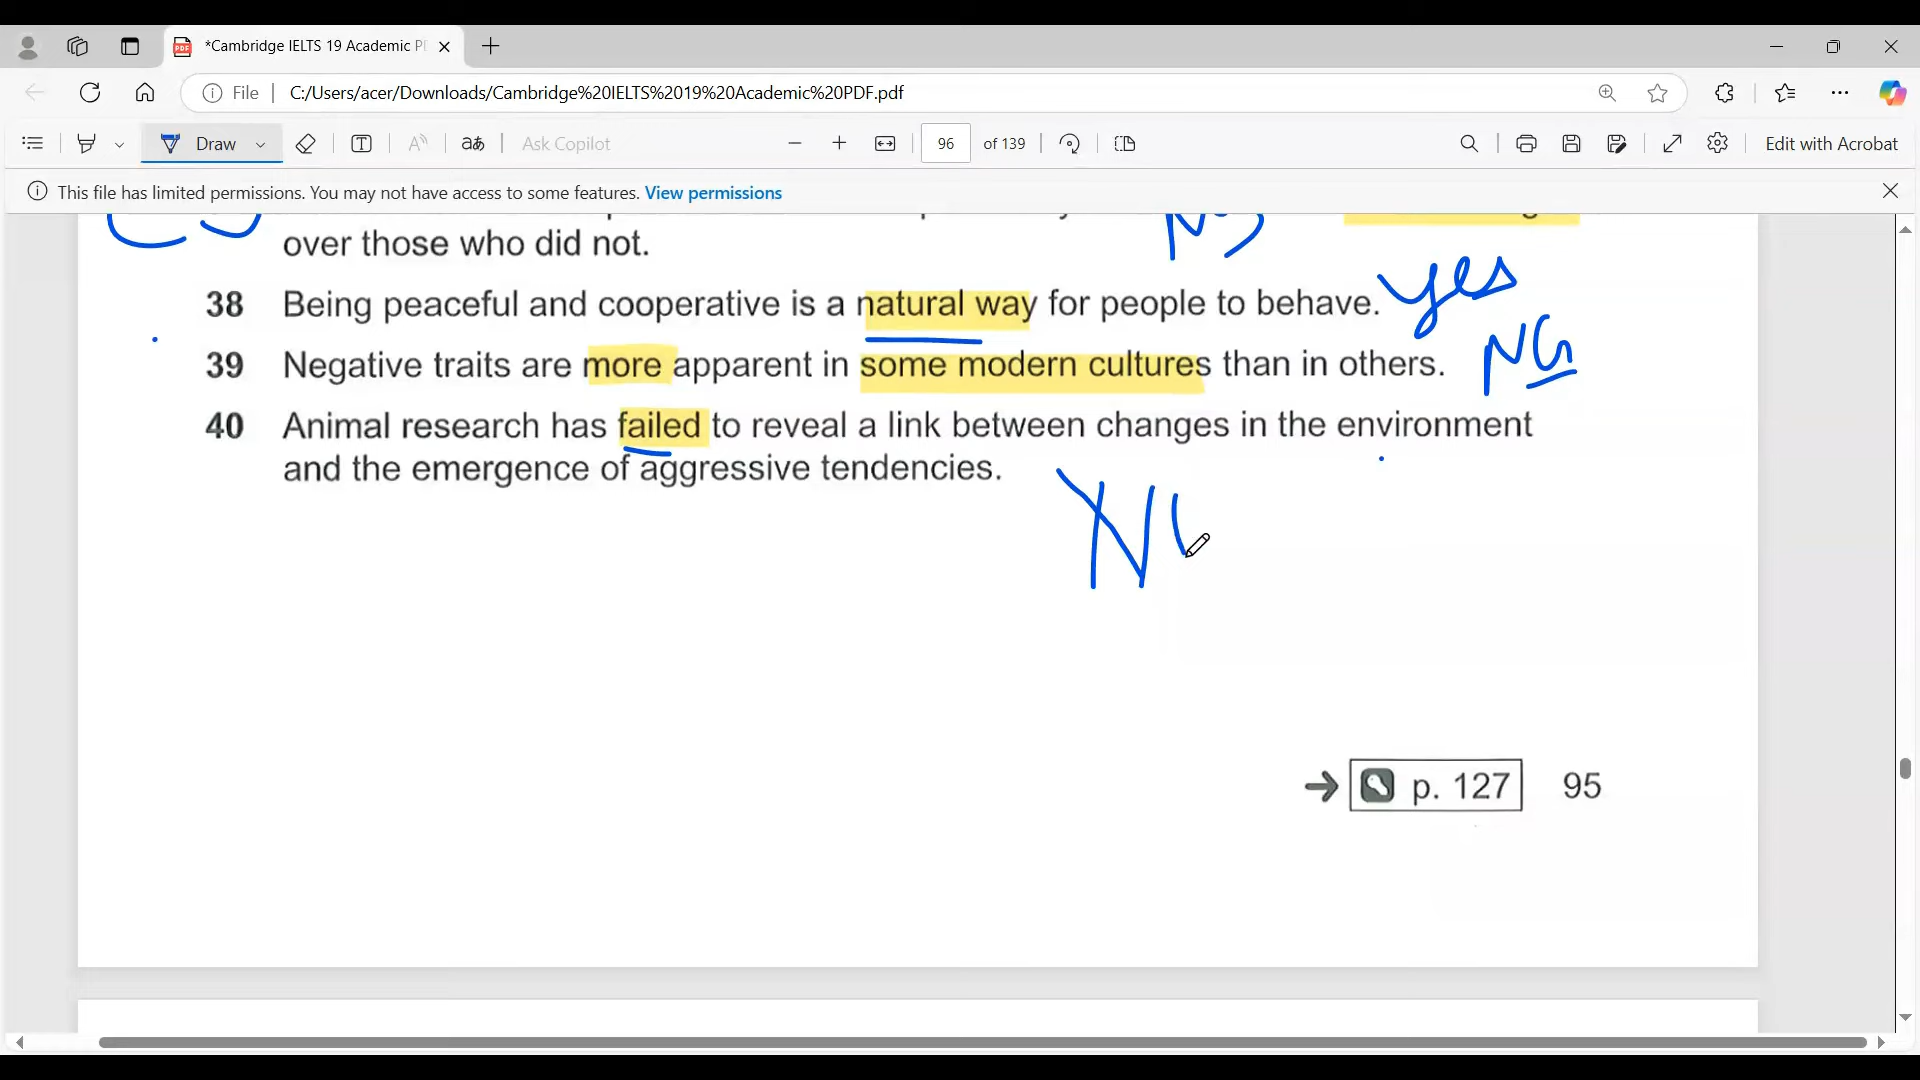 *Cambridge IELTS 19 Academic P
File C:/Users/acer/Downloads/Cambridge%20IELTS%2019%20Academic%20PDF.pdf
Draw T aあ Ask Copilot 96 of 139 Edit with Acrobat
This file has limited permissions. You may not have access to some features. View permissions
over those who did not.
38 Being peaceful and cooperative is a natural way for people to behave. yes
39 Negative traits are more apparent in some modern cultures than in others. NG
40 Animal research has failed to reveal a link between changes in the environment
and the emergence of aggressive tendencies.
p. 127 95